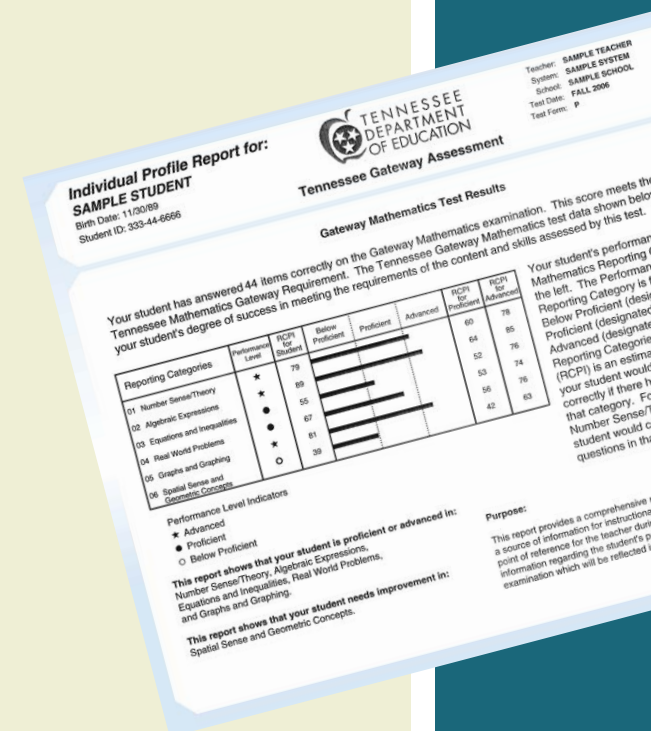 Individual Profile Report for:
SAMPLE STUDENT
Birth Date: 11/30/89
Student ID: 333-44-6666
TENNESSEE
DEPARTMENT
OF EDUCATION
Tennessee Gateway Assessment
Teacher: SAMPLE TEACHER
System: SAMPLE SYSTEM
School: SAMPLE SCHOOL
Test Date: FALL 2006
Test Form: P
Gateway Mathematics Test Results
Your student has answered 44 items correctly on the Gateway Mathematics examination. This score meets the
Tennessee Mathematics Gateway Requirement. The Tennessee Gateway Mathematics test data shown below
your student's degree of success in meeting the requirements of the content and skills assessed by this test.
Reporting Categories Performance Level RCPI for Student Below Proficient Proficient Advanced RCPI for Proficient RCPI for Advanced
01 Number Sense/Theory ★ 79 60 78
02 Algebraic Expressions ★ 89 64 85
03 Equations and Inequalities ● 55 52 76
04 Real World Problems ● 67 53 74
05 Graphs and Graphing ★ 81 56 76
06 Spatial Sense and
Geometric Concepts ○ 39 42 63
Performance Level Indicators
★ Advanced
● Proficient
○ Below Proficient
This report shows that your student is proficient or advanced in:
Number Sense/Theory, Algebraic Expressions,
Equations and Inequalities, Real World Problems,
and Graphs and Graphing.
This report shows that your student needs improvement in:
Spatial Sense and Geometric Concepts.
Your student's performan
Mathematics Reporting
the left. The Performan
Reporting Category is
Below Proficient (desi
Proficient (designated
Advanced (designate
Reporting Categorie
(RCPI) is an estima
your student would
correctly if there h
that category. Fo
Number Sense/T
student would c
questions in tha
Purpose:
This report provides a comprehensive
a source of information for instructiona
point of reference for the teacher duri
information regarding the student's p
examination which will be reflected i